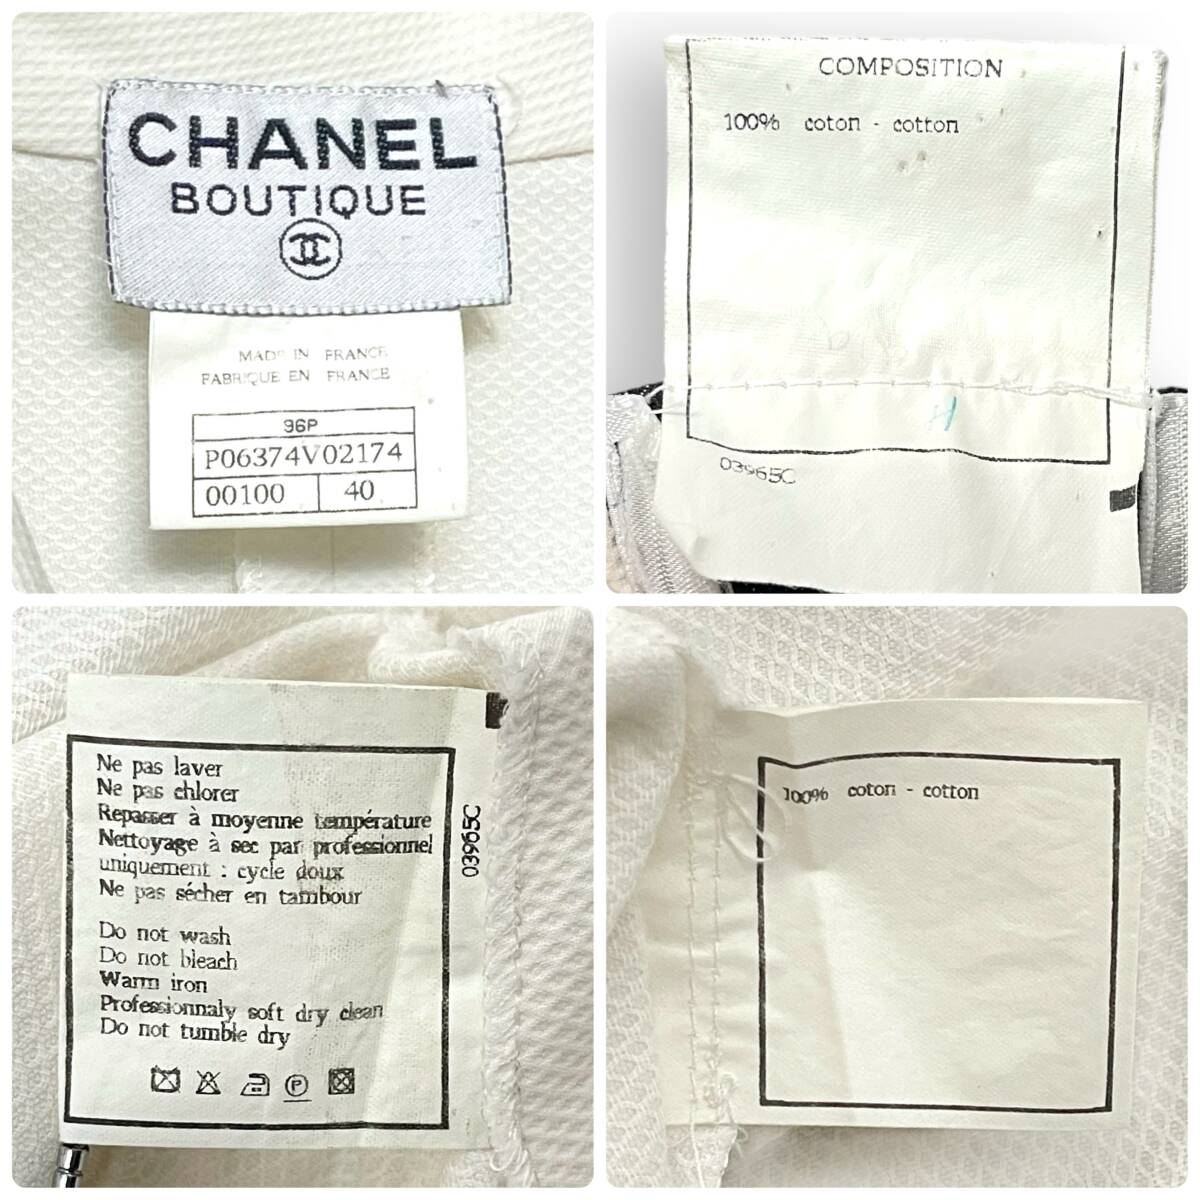 CHANEL
BOUTIQUE
MADE IN FRANCE
FABRIQUE EN FRANCE
96P
P06374V02174
00100 40
COMPOSITION
100% coton - cotton
03965C
Ne pas laver
Ne pas chlorer
Repasser à moyenne température
Nettoyage à sec par professionnel
uniquement : cycle doux
Ne pas sécher en tambour
Do not wash
Do not bleach
Warm iron
Professionnaly soft dry clean
Do not tumble dry
P
03965C
100% coton - cotton